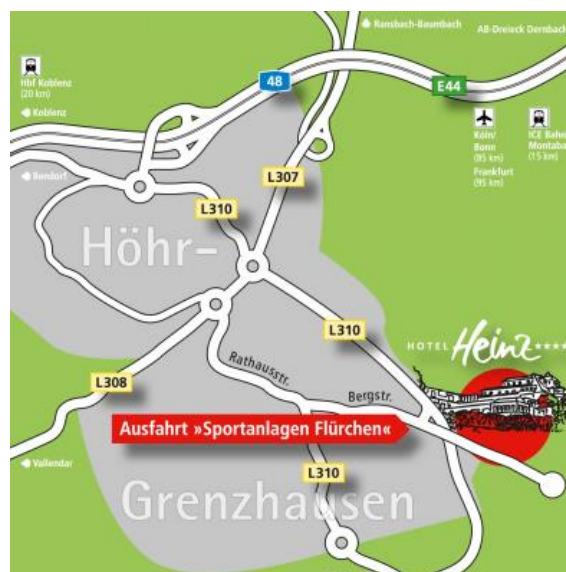 Ransbach-Baumbach
AB-Dreieck Dernbach
Hbf Koblenz
(20 km)
Koblenz
48
E44
Köln/
Bonn
(85 km)
Frankfurt
(95 km)
ICE Bahn
Montaba
(15 km)
Bendorf
L307
L310
Höhr-
L310
HOTEL Heinz ****
Rathausstr.
L308
Bergstr.
Ausfahrt »Sportanlagen Flürchen«
Vallendar
L310
Grenzhausen